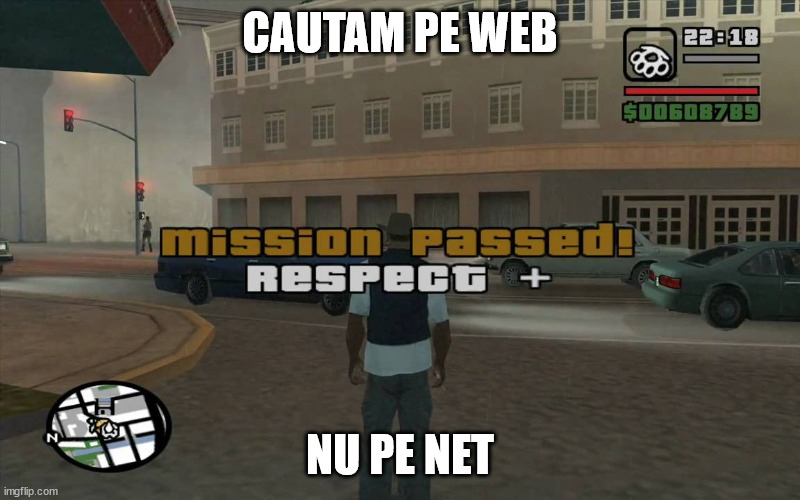 CAUTAM PE WEB
22:18
$00608789
mission passed!
RESPECT +
N
NU PE NET
imgflip.com